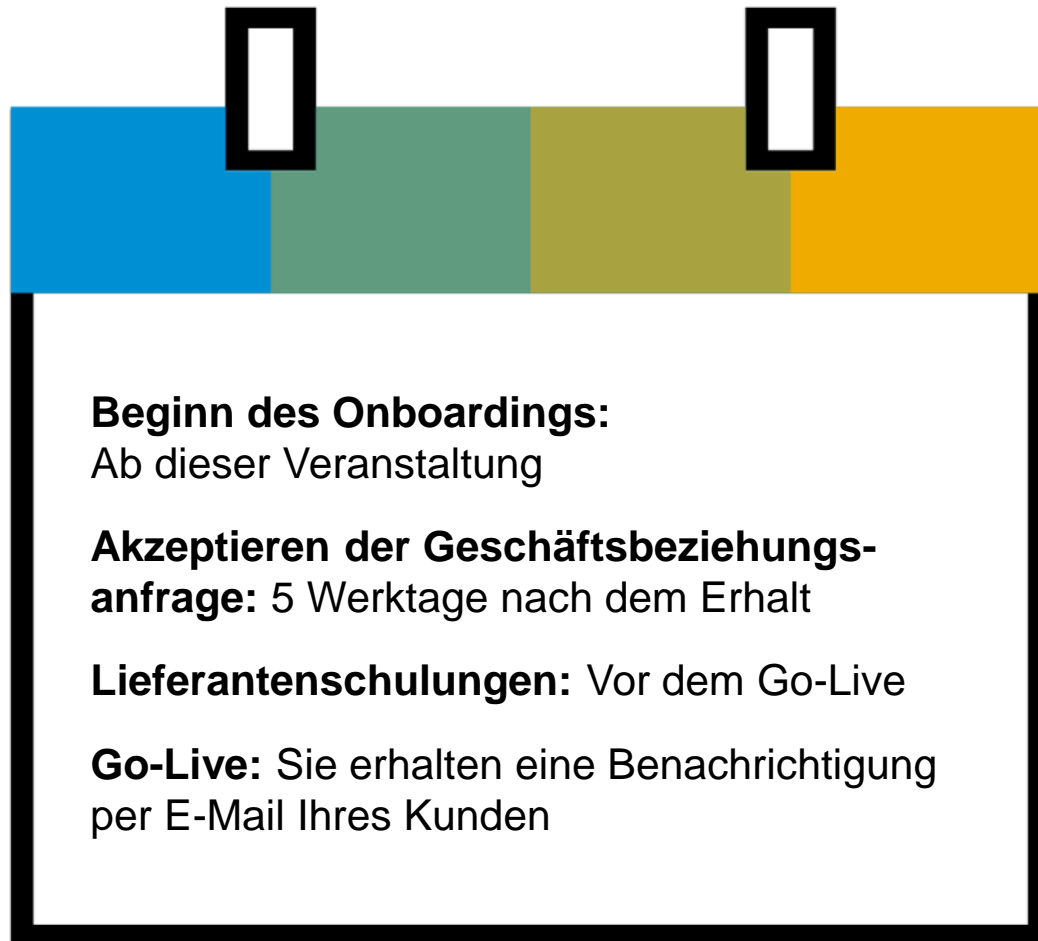 Beginn des Onboardings:
Ab dieser Veranstaltung
Akzeptieren der Geschäftsbeziehungs-
anfrage: 5 Werktage nach dem Erhalt
Lieferantenschulungen: Vor dem Go-Live
Go-Live: Sie erhalten eine Benachrichtigung
per E-Mail Ihres Kunden